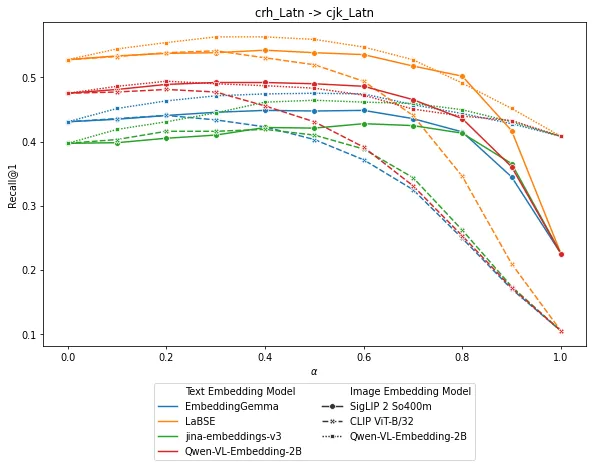 crh_Latn -> cjk_Latn
Recall@1
0.5
0.4
0.3
0.2
0.1
0.0 0.2 0.4 0.6 0.8 1.0
α
Text Embedding Model
EmbeddingGemma
LaBSE
jina-embeddings-v3
Qwen-VL-Embedding-2B
Image Embedding Model
SigLIP 2 So400m
CLIP ViT-B/32
Qwen-VL-Embedding-2B